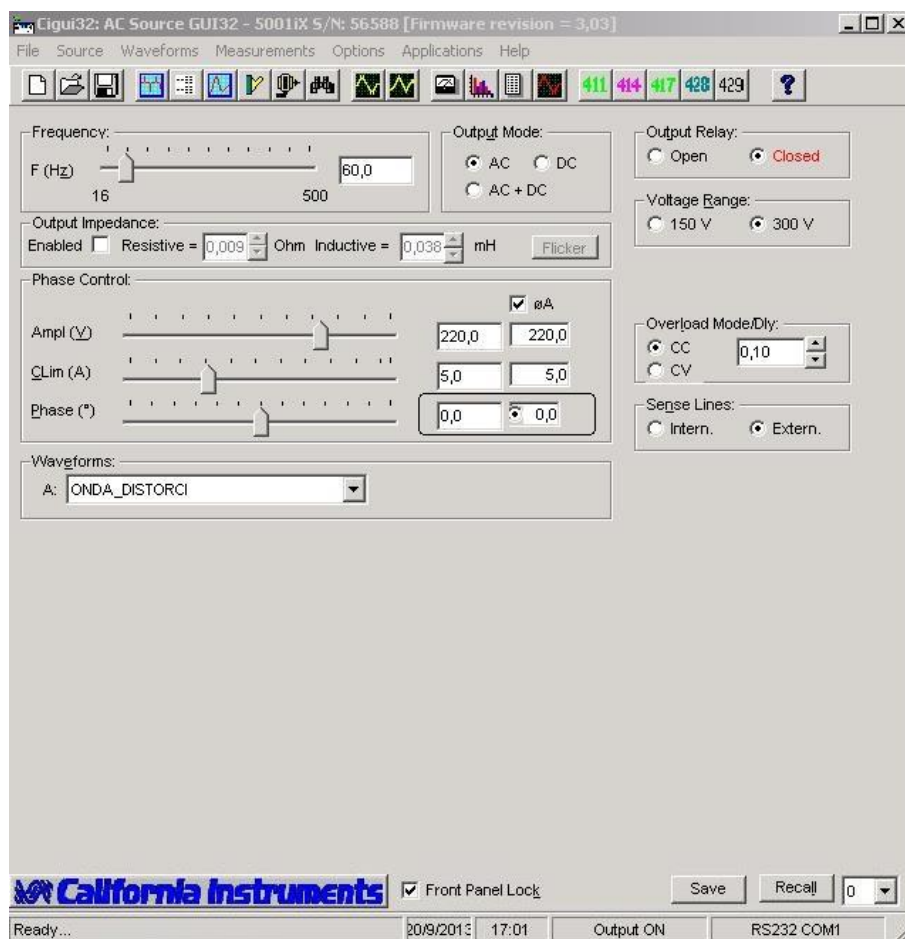 Cigui32: AC Source GUI32 - 5001iX S/N: 56588 [Firmware revision = 3,03]
File Source Waveforms Measurements Options Applications Help
411 414 417 428 429 ?
Frequency:
F (Hz) 60,0
16 500
Output Mode:
AC DC
AC + DC
Output Relay:
Open Closed
Voltage Range:
150 V 300 V
Output Impedance:
Enabled Resistive = 0,009 Ohm Inductive = 0,038 mH Flicker
Phase Control:
øA
Ampl (V) 220,0 220,0
CLim (A) 5,0 5,0
Phase (°) 0,0 0,0
Overload Mode/Dly:
CC 0,10
CV
Sense Lines:
Intern. Extern.
Waveforms:
A: ONDA_DISTORCI
California Instruments Front Panel Lock Save Recall 0
Ready... 20/9/2013 17:01 Output ON RS232 COM1